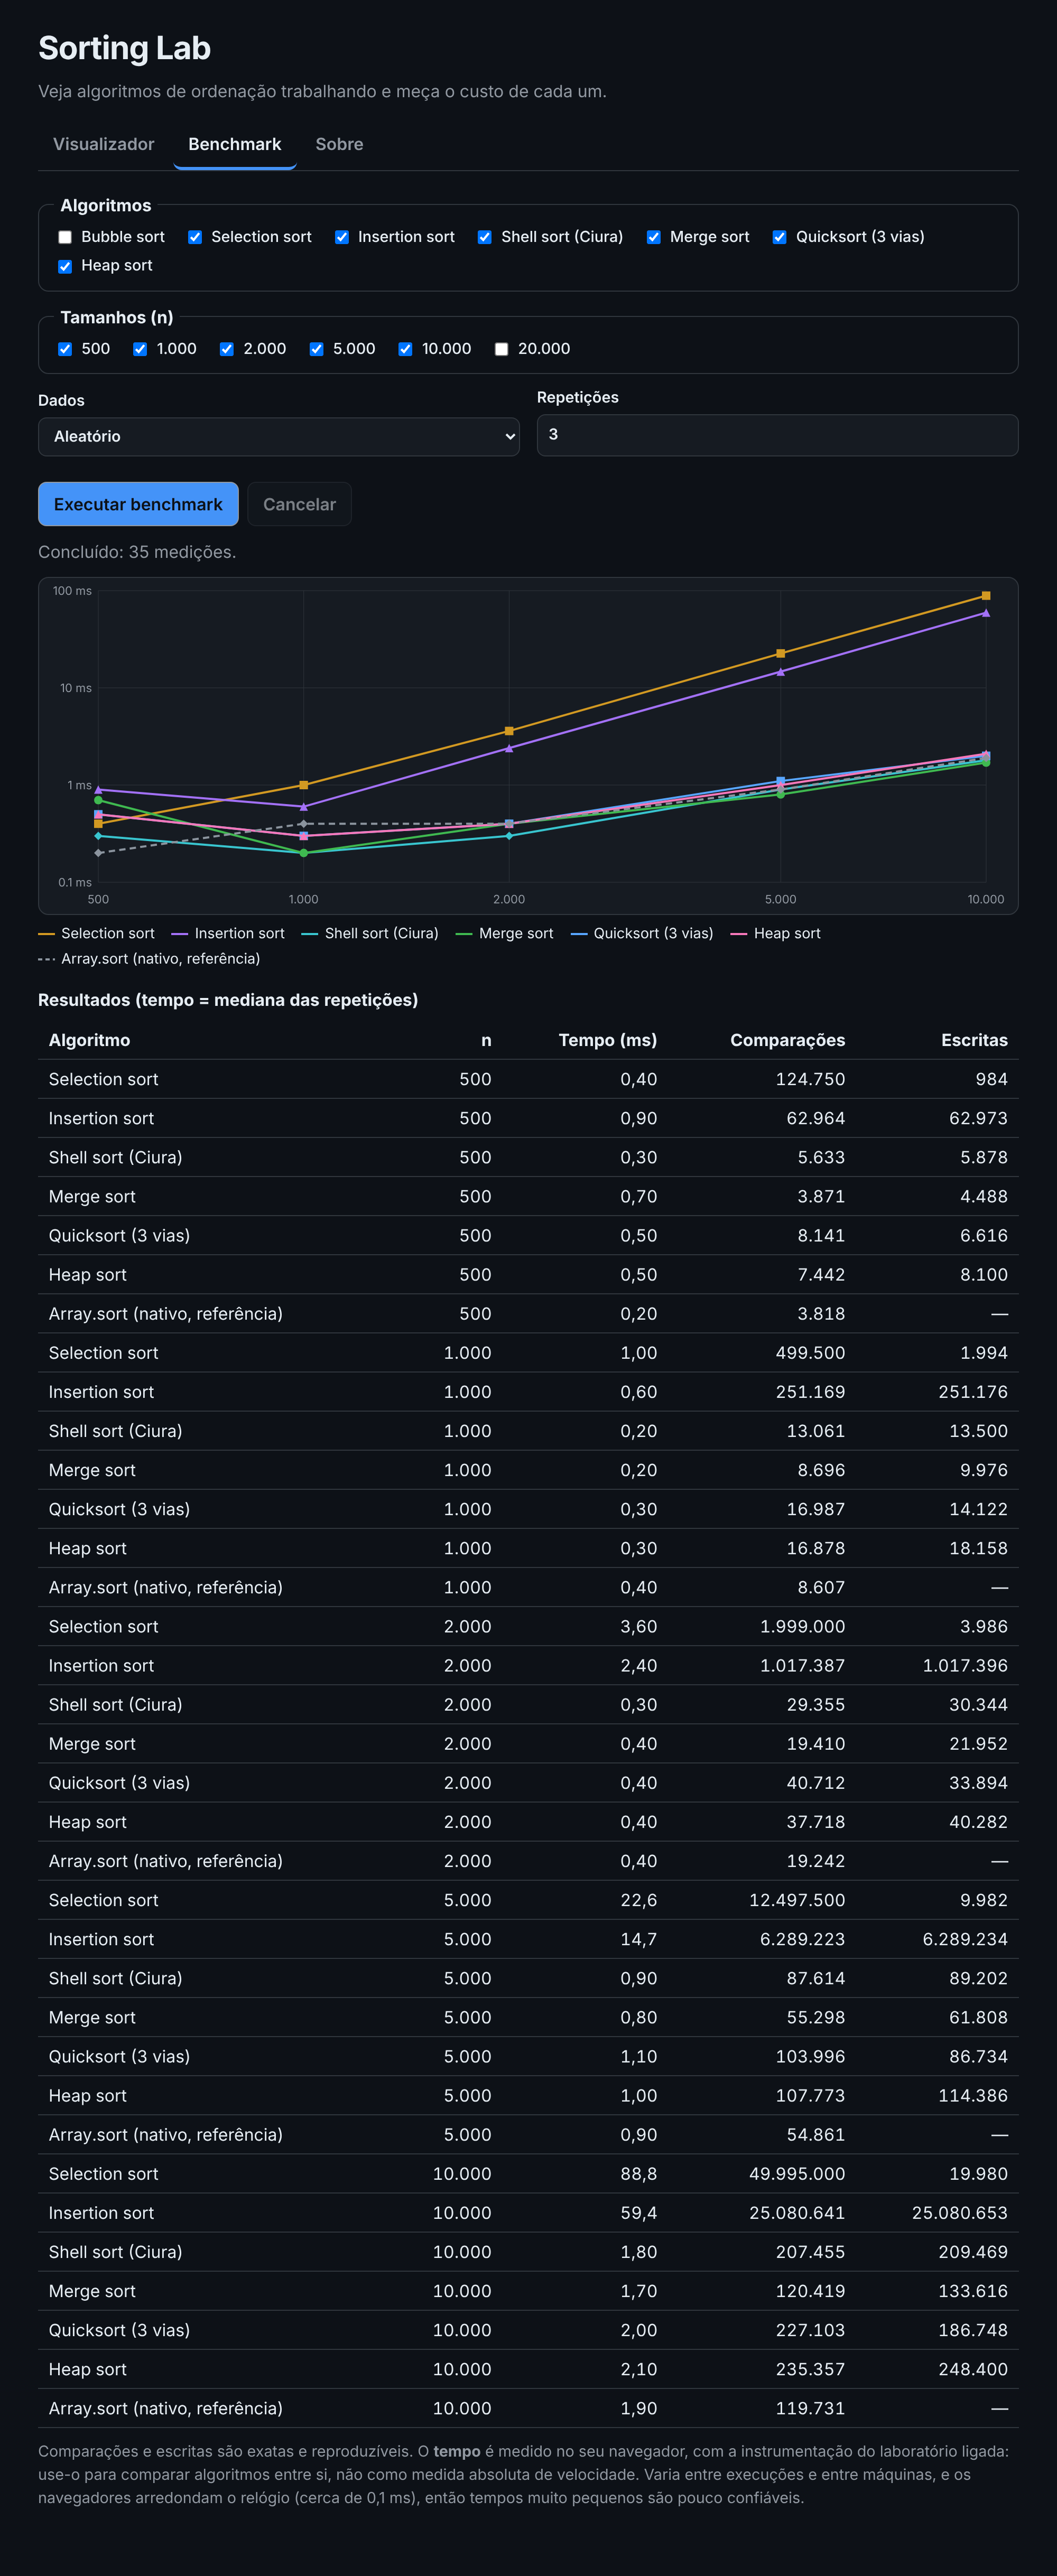 Sorting Lab
Veja algoritmos de ordenação trabalhando e meça o custo de cada um.
Visualizador Benchmark Sobre
Algoritmos
Bubble sort Selection sort Insertion sort Shell sort (Ciura) Merge sort Quicksort (3 vias)
Heap sort
Tamanhos (n)
500 1.000 2.000 5.000 10.000 20.000
Dados Repetições
Aleatório 3
Executar benchmark Cancelar
Concluído: 35 medições.
100 ms
10 ms
1 ms
0.1 ms
500 1.000 2.000 5.000 10.000
Selection sort Insertion sort Shell sort (Ciura) Merge sort Quicksort (3 vias) Heap sort
Array.sort (nativo, referência)
Resultados (tempo = mediana das repetições)
Algoritmo n Tempo (ms) Comparações Escritas
Selection sort 500 0,40 124.750 984
Insertion sort 500 0,90 62.964 62.973
Shell sort (Ciura) 500 0,30 5.633 5.878
Merge sort 500 0,70 3.871 4.488
Quicksort (3 vias) 500 0,50 8.141 6.616
Heap sort 500 0,50 7.442 8.100
Array.sort (nativo, referência) 500 0,20 3.818 —
Selection sort 1.000 1,00 499.500 1.994
Insertion sort 1.000 0,60 251.169 251.176
Shell sort (Ciura) 1.000 0,20 13.061 13.500
Merge sort 1.000 0,20 8.696 9.976
Quicksort (3 vias) 1.000 0,30 16.987 14.122
Heap sort 1.000 0,30 16.878 18.158
Array.sort (nativo, referência) 1.000 0,40 8.607 —
Selection sort 2.000 3,60 1.999.000 3.986
Insertion sort 2.000 2,40 1.017.387 1.017.396
Shell sort (Ciura) 2.000 0,30 29.355 30.344
Merge sort 2.000 0,40 19.410 21.952
Quicksort (3 vias) 2.000 0,40 40.712 33.894
Heap sort 2.000 0,40 37.718 40.282
Array.sort (nativo, referência) 2.000 0,40 19.242 —
Selection sort 5.000 22,6 12.497.500 9.982
Insertion sort 5.000 14,7 6.289.223 6.289.234
Shell sort (Ciura) 5.000 0,90 87.614 89.202
Merge sort 5.000 0,80 55.298 61.808
Quicksort (3 vias) 5.000 1,10 103.996 86.734
Heap sort 5.000 1,00 107.773 114.386
Array.sort (nativo, referência) 5.000 0,90 54.861 —
Selection sort 10.000 88,8 49.995.000 19.980
Insertion sort 10.000 59,4 25.080.641 25.080.653
Shell sort (Ciura) 10.000 1,80 207.455 209.469
Merge sort 10.000 1,70 120.419 133.616
Quicksort (3 vias) 10.000 2,00 227.103 186.748
Heap sort 10.000 2,10 235.357 248.400
Array.sort (nativo, referência) 10.000 1,90 119.731 —
Comparações e escritas são exatas e reproduzíveis. O tempo é medido no seu navegador, com a instrumentação do laboratório ligada:
use-o para comparar algoritmos entre si, não como medida absoluta de velocidade. Varia entre execuções e entre máquinas, e os
navegadores arredondam o relógio (cerca de 0,1 ms), então tempos muito pequenos são pouco confiáveis.